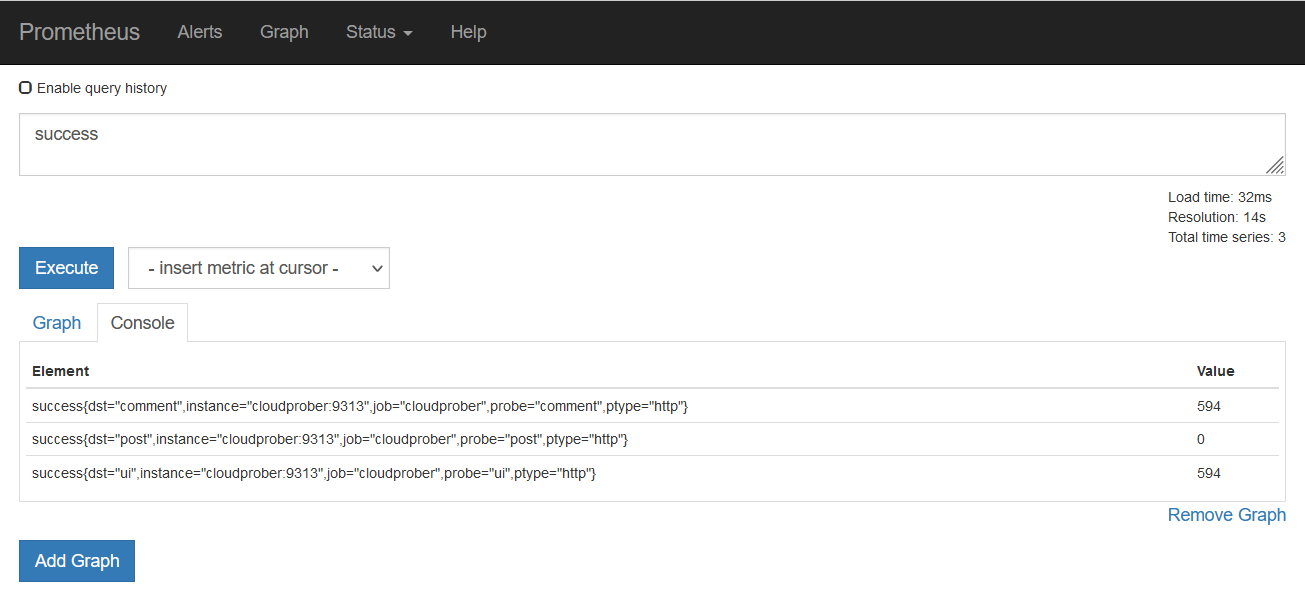 Prometheus Alerts Graph Status Help
Enable query history
success
Load time: 32ms
Resolution: 14s
Total time series: 3
Execute - insert metric at cursor -
Graph Console
Element Value
success{dst="comment",instance="cloudprober:9313",job="cloudprober",probe="comment",ptype="http"} 594
success{dst="post",instance="cloudprober:9313",job="cloudprober",probe="post",ptype="http"} 0
success{dst="ui",instance="cloudprober:9313",job="cloudprober",probe="ui",ptype="http"} 594
Remove Graph
Add Graph